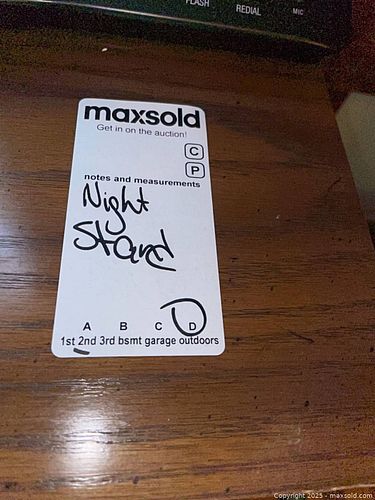 FLASH
REDIAL
MIC
maxsold
Get in on the auction!
C
P
notes and measurements
Night
Stand
A B C D
1st 2nd 3rd bsmt garage outdoors
Copyright 2025 - maxsold.com